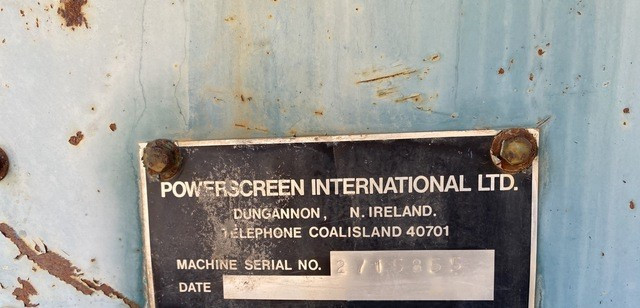 POWERSCREEN INTERNATIONAL LTD.
DUNGANNON, N. IRELAND.
TELEPHONE COALISLAND 40701
MACHINE SERIAL NO.
DATE